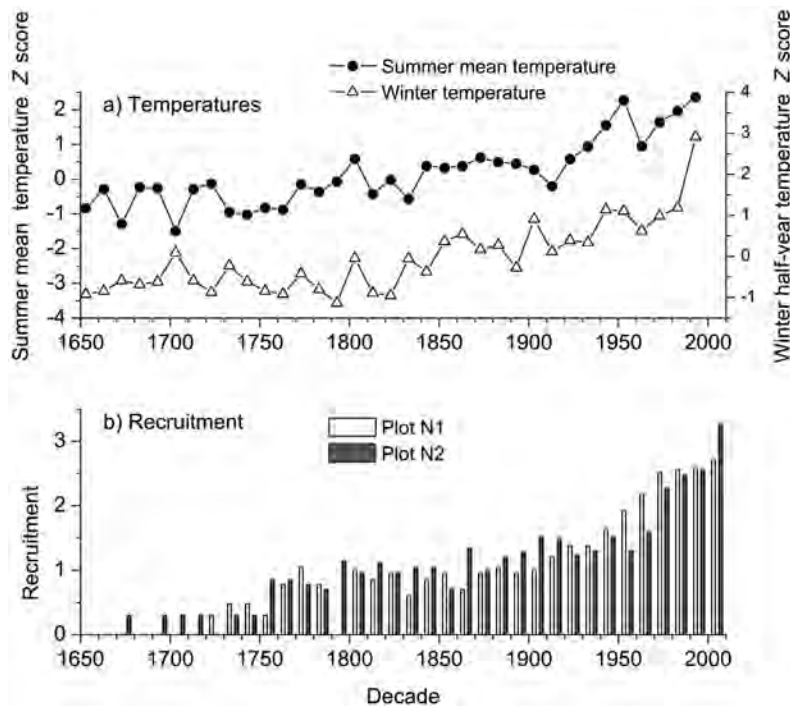 Summer mean temperature Z score
Winter half-year temperature Z score
Summer mean temperature
Winter temperature
a) Temperatures
2
1
0
-1
-2
-3
-4
4
3
2
1
0
-1
1650 1700 1750 1800 1850 1900 1950 2000
b) Recruitment
Plot N1
Plot N2
Recruitment
3
2
1
0
1650 1700 1750 1800 1850 1900 1950 2000
Decade